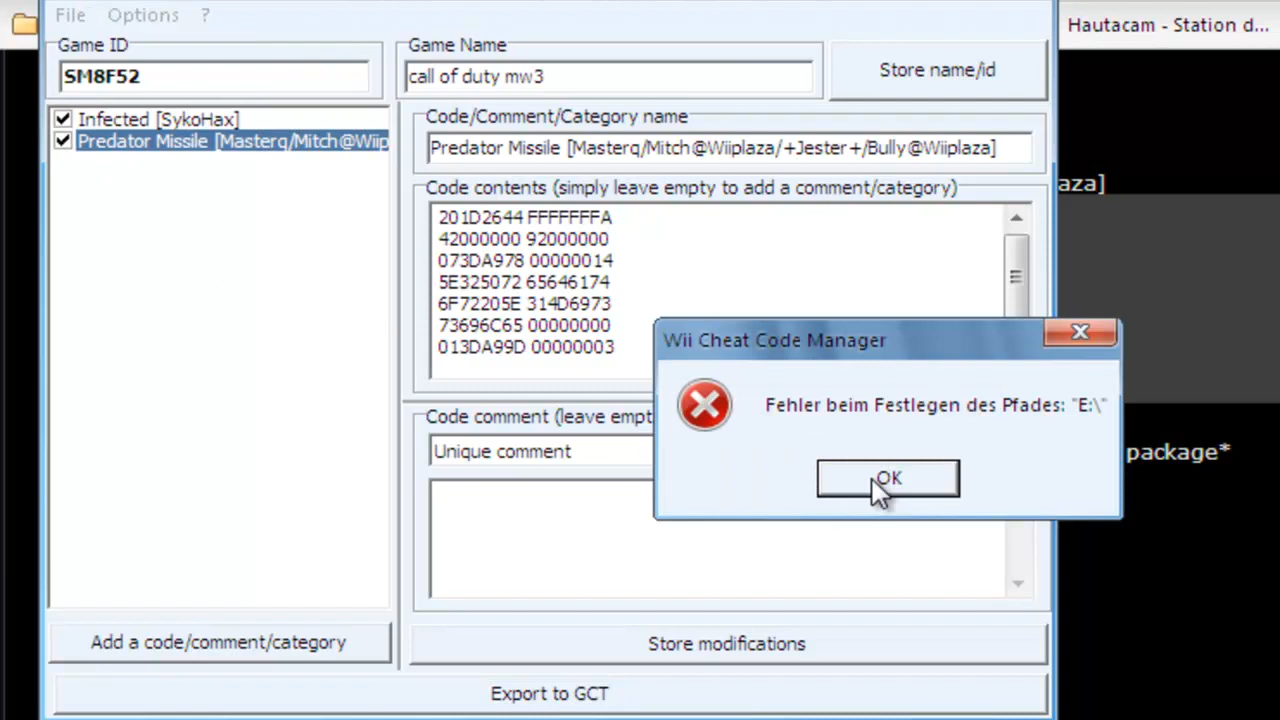 File Options ?
Hautacam - Station d...
Game ID
Game Name
SM8F52
call of duty mw3
Store name/id
Infected [SykoHax]
Predator Missile [Masterq/Mitch@Wiip
Code/Comment/Category name
Predator Missile [Masterq/Mitch@Wiiplaza/+Jester+/Bully@Wiiplaza]
aza]
Code contents (simply leave empty to add a comment/category)
201D2644 FFFFFFFA
42000000 92000000
073DA978 00000014
5E325072 65646174
6F72205E 314D6973
73696C65 00000000
013DA99D 00000003
Wii Cheat Code Manager
Fehler beim Festlegen des Pfades: "E:\"
OK
Code comment (leave empt
Unique comment
package*
Add a code/comment/category
Store modifications
Export to GCT